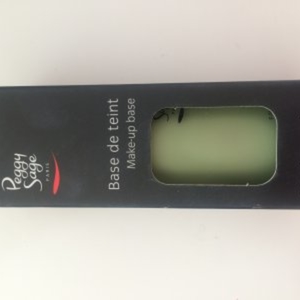 Peggy
Sage
PARIS
Base de teint
Make-up base